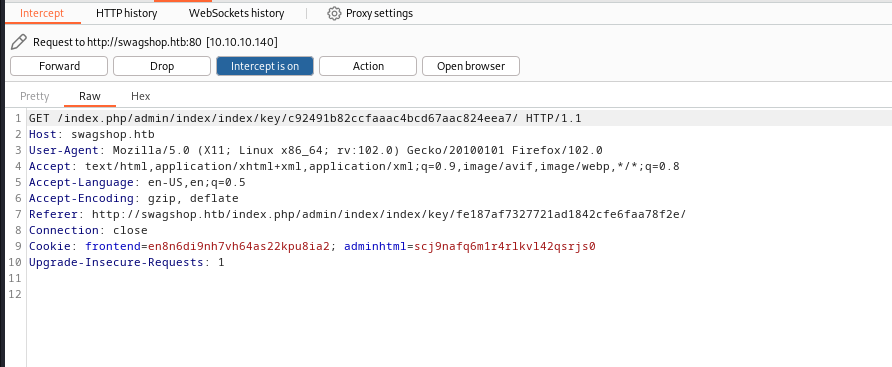 Intercept HTTP history WebSockets history Proxy settings
Request to http://swagshop.htb:80 [10.10.10.140]
Forward Drop Intercept is on Action Open browser
Pretty Raw Hex
1 GET /index.php/admin/index/index/key/c92491b82ccfaaac4bcd67aac824eea7/ HTTP/1.1
2 Host: swagshop.htb
3 User-Agent: Mozilla/5.0 (X11; Linux x86_64; rv:102.0) Gecko/20100101 Firefox/102.0
4 Accept: text/html,application/xhtml+xml,application/xml;q=0.9,image/avif,image/webp,*/*;q=0.8
5 Accept-Language: en-US,en;q=0.5
6 Accept-Encoding: gzip, deflate
7 Referer: http://swagshop.htb/index.php/admin/index/index/key/fe187af7327721ad1842cfe6faa78f2e/
8 Connection: close
9 Cookie: frontend=en8n6di9nh7vh64as22kpu8ia2; adminhtml=scj9nafq6m1r4rlkvl42qsrjs0
10 Upgrade-Insecure-Requests: 1
11
12